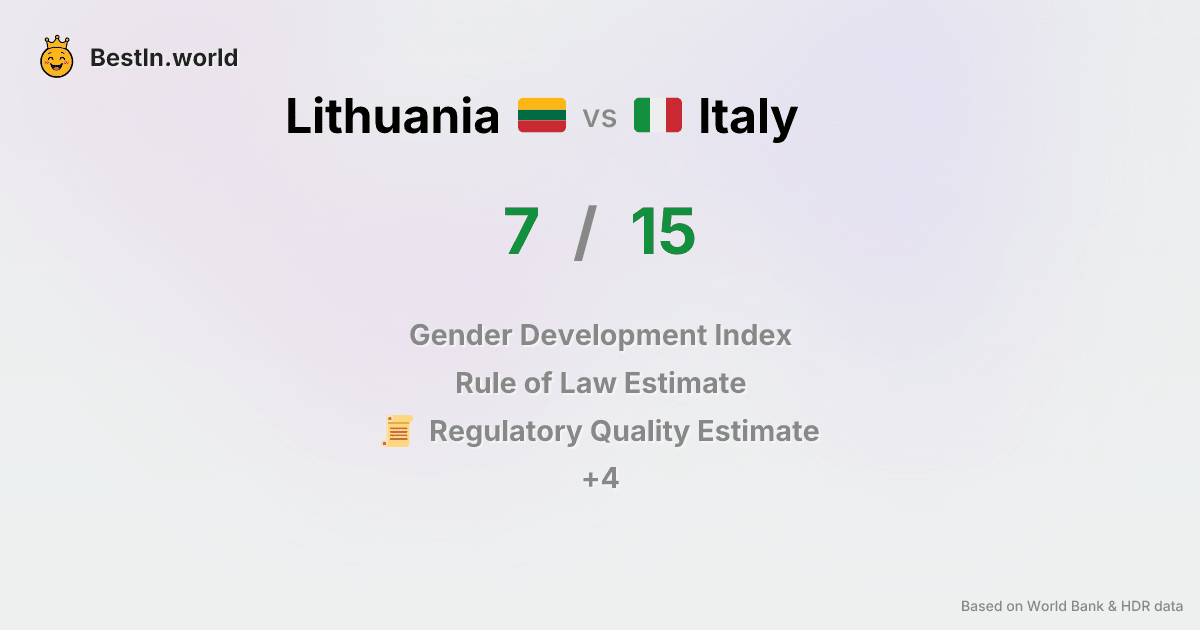 BestIn.world
Lithuania vs Italy
7 / 15
Gender Development Index
Rule of Law Estimate
Regulatory Quality Estimate
+4
Based on World Bank & HDR data